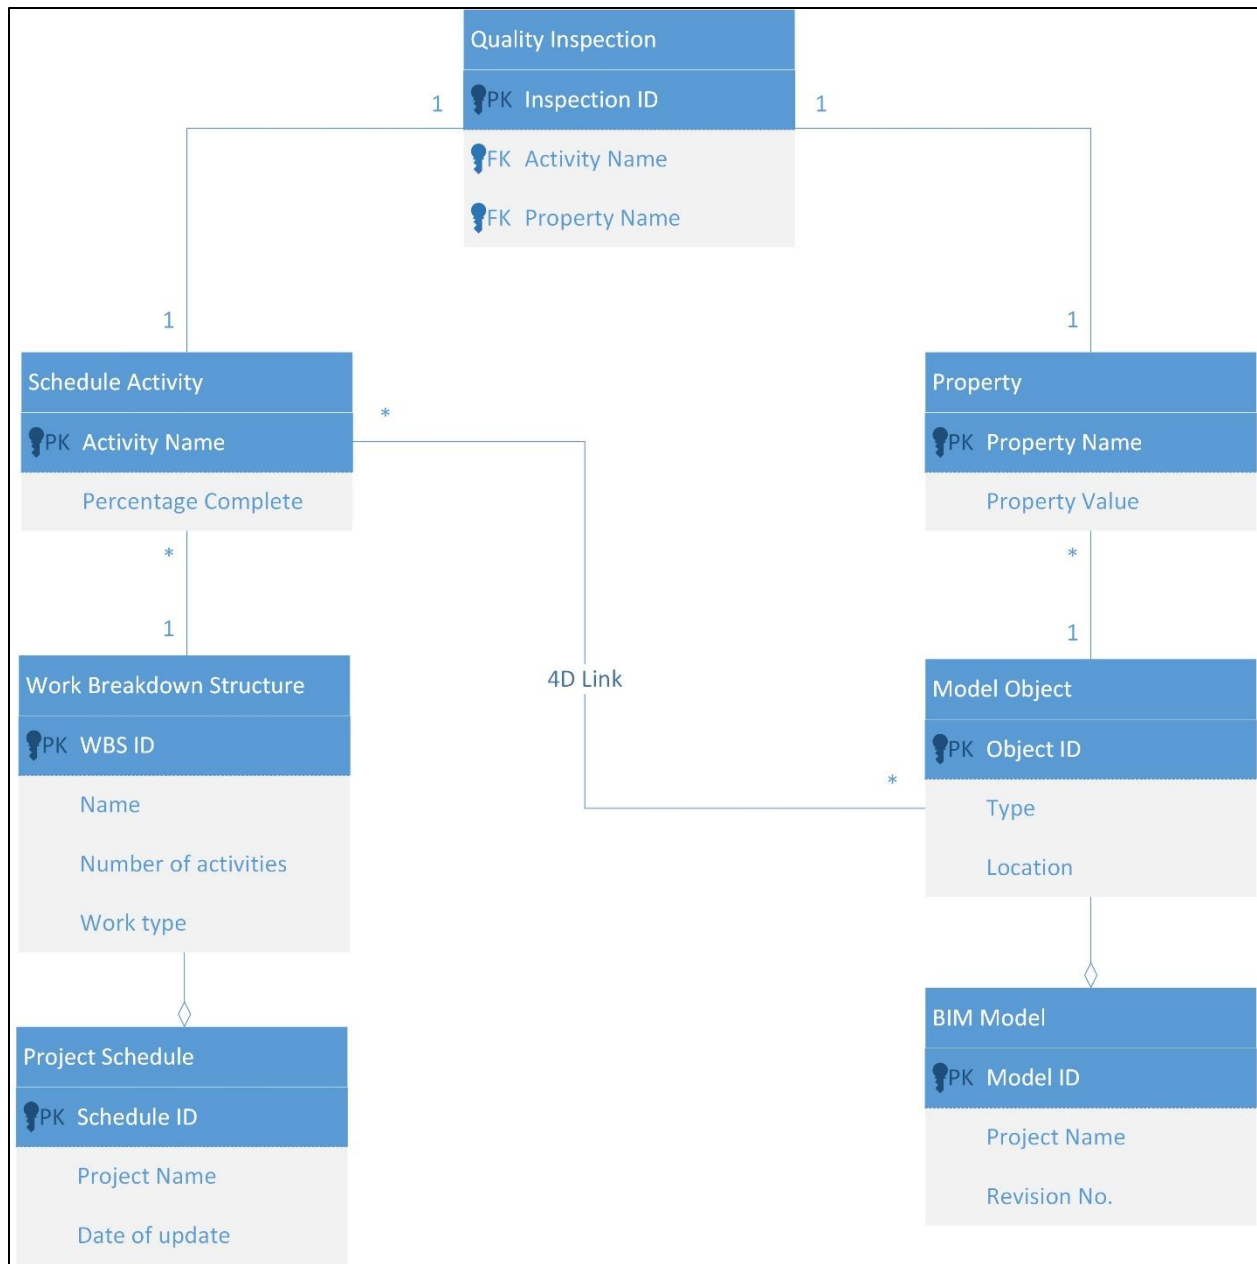 Quality Inspection
1
PK Inspection ID
1
FK Activity Name
FK Property Name
1
1
Schedule Activity
Property
*
PK Activity Name
PK Property Name
Percentage Complete
Property Value
*
*
1
1
Work Breakdown Structure
4D Link
Model Object
PK WBS ID
PK Object ID
*
Name
Type
Number of activities
Location
Work type
BIM Model
Project Schedule
PK Model ID
PK Schedule ID
Project Name
Project Name
Revision No.
Date of update